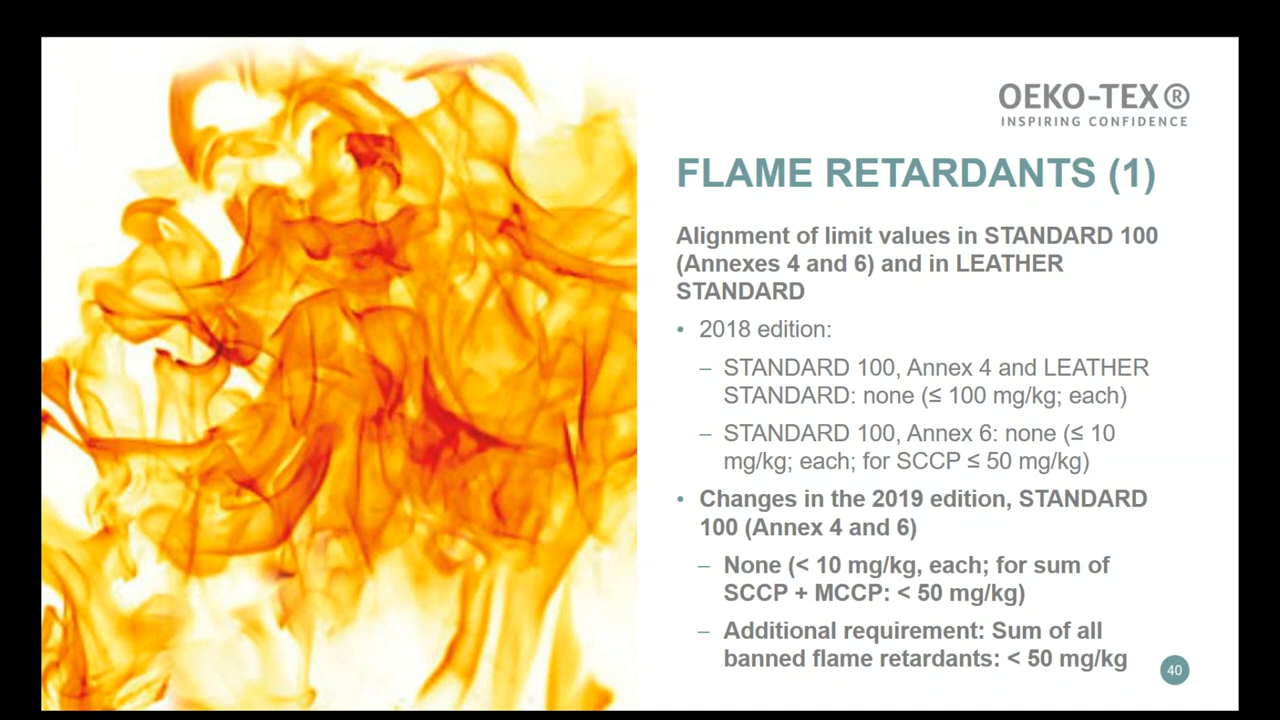 OEKO-TEX®
INSPIRING CONFIDENCE
FLAME RETARDANTS (1)
Alignment of limit values in STANDARD 100
(Annexes 4 and 6) and in LEATHER
STANDARD
• 2018 edition:
– STANDARD 100, Annex 4 and LEATHER
STANDARD: none (≤ 100 mg/kg; each)
– STANDARD 100, Annex 6: none (≤ 10
mg/kg; each; for SCCP ≤ 50 mg/kg)
• Changes in the 2019 edition, STANDARD
100 (Annex 4 and 6)
– None (< 10 mg/kg, each; for sum of
SCCP + MCCP: < 50 mg/kg)
– Additional requirement: Sum of all
banned flame retardants: < 50 mg/kg
40